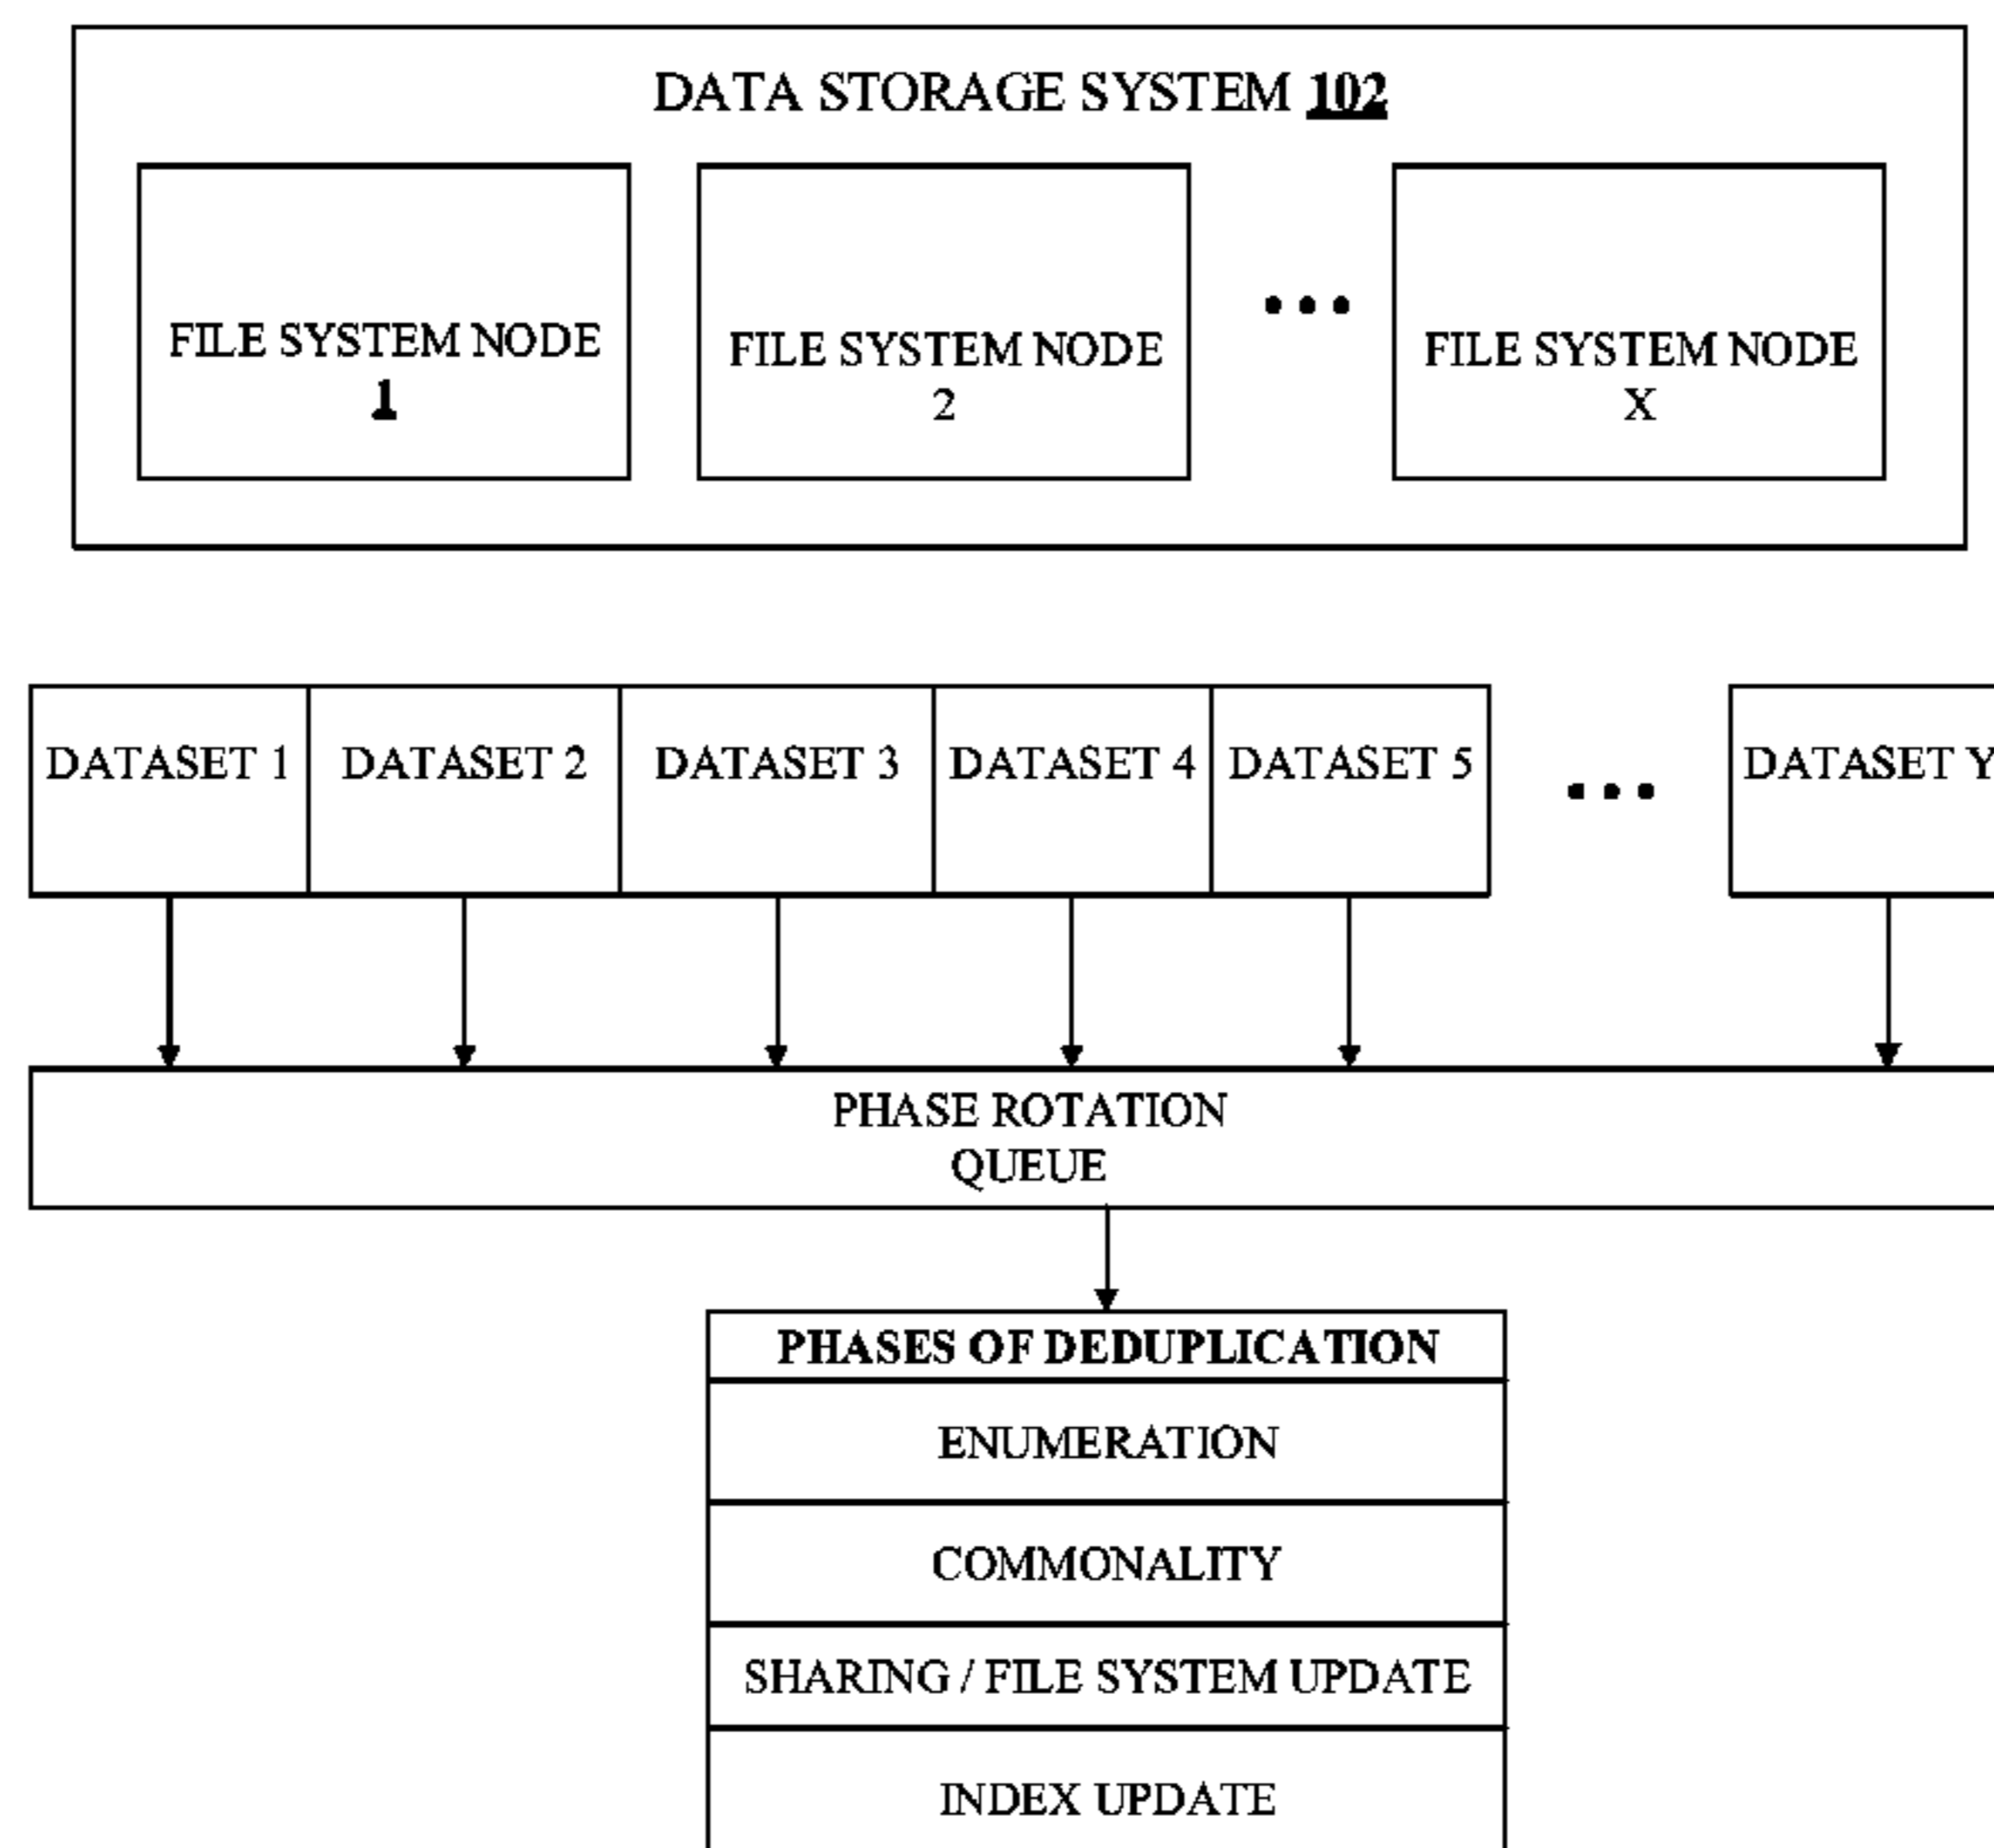 DATA STORAGE SYSTEM 102
FILE SYSTEM NODE
1
FILE SYSTEM NODE
2
FILE SYSTEM NODE
X
DATASET 1
DATASET 2
DATASET 3
DATASET 4
DATASET 5
DATASET Y
PHASE ROTATION
QUEUE
PHASES OF DEDUPLICATION
ENUMERATION
COMMONALITY
SHARING / FILE SYSTEM UPDATE
INDEX UPDATE